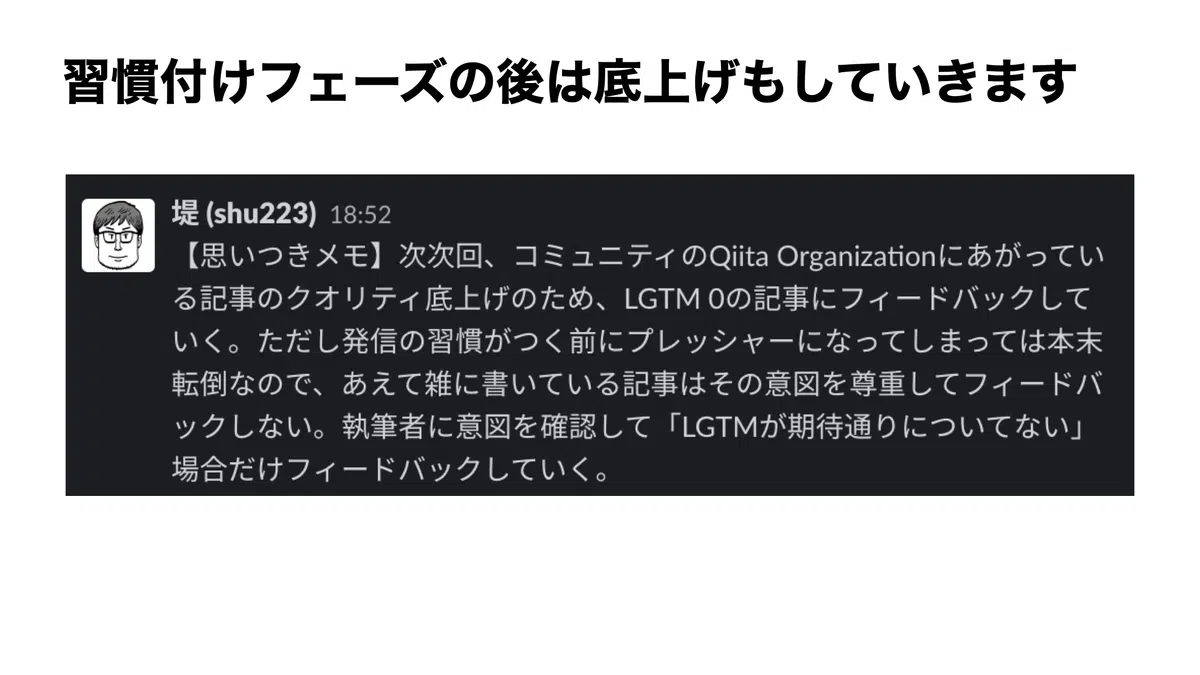 習慣付けフェーズの後は底上げもしていきます
堤 (shu223) 18:52
【思いつきメモ】次次回、コミュニティのQiita Organizationにあがってい
る記事のクオリティ底上げのため、LGTM 0の記事にフィードバックして
いく。ただし発信の習慣がつく前にプレッシャーになってしまっては本末
転倒なので、あえて雑に書いている記事はその意図を尊重してフィードバ
ックしない。執筆者に意図を確認して「LGTMが期待通りについてない」
場合だけフィードバックしていく。